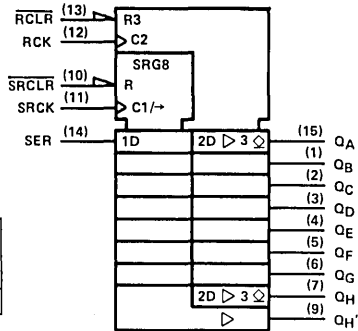 RCLR (13) R3
RCK (12) C2
SRG8
SRCLR (10) R
SRCK (11) C1/→
SER (14) 1D 2D ▷ 3 ◇ (15) QA
(1) QB
(2) QC
(3) QD
(4) QE
(5) QF
(6) QG
2D ▷ 3 ◇ (7) QH
▷ (9) QH'